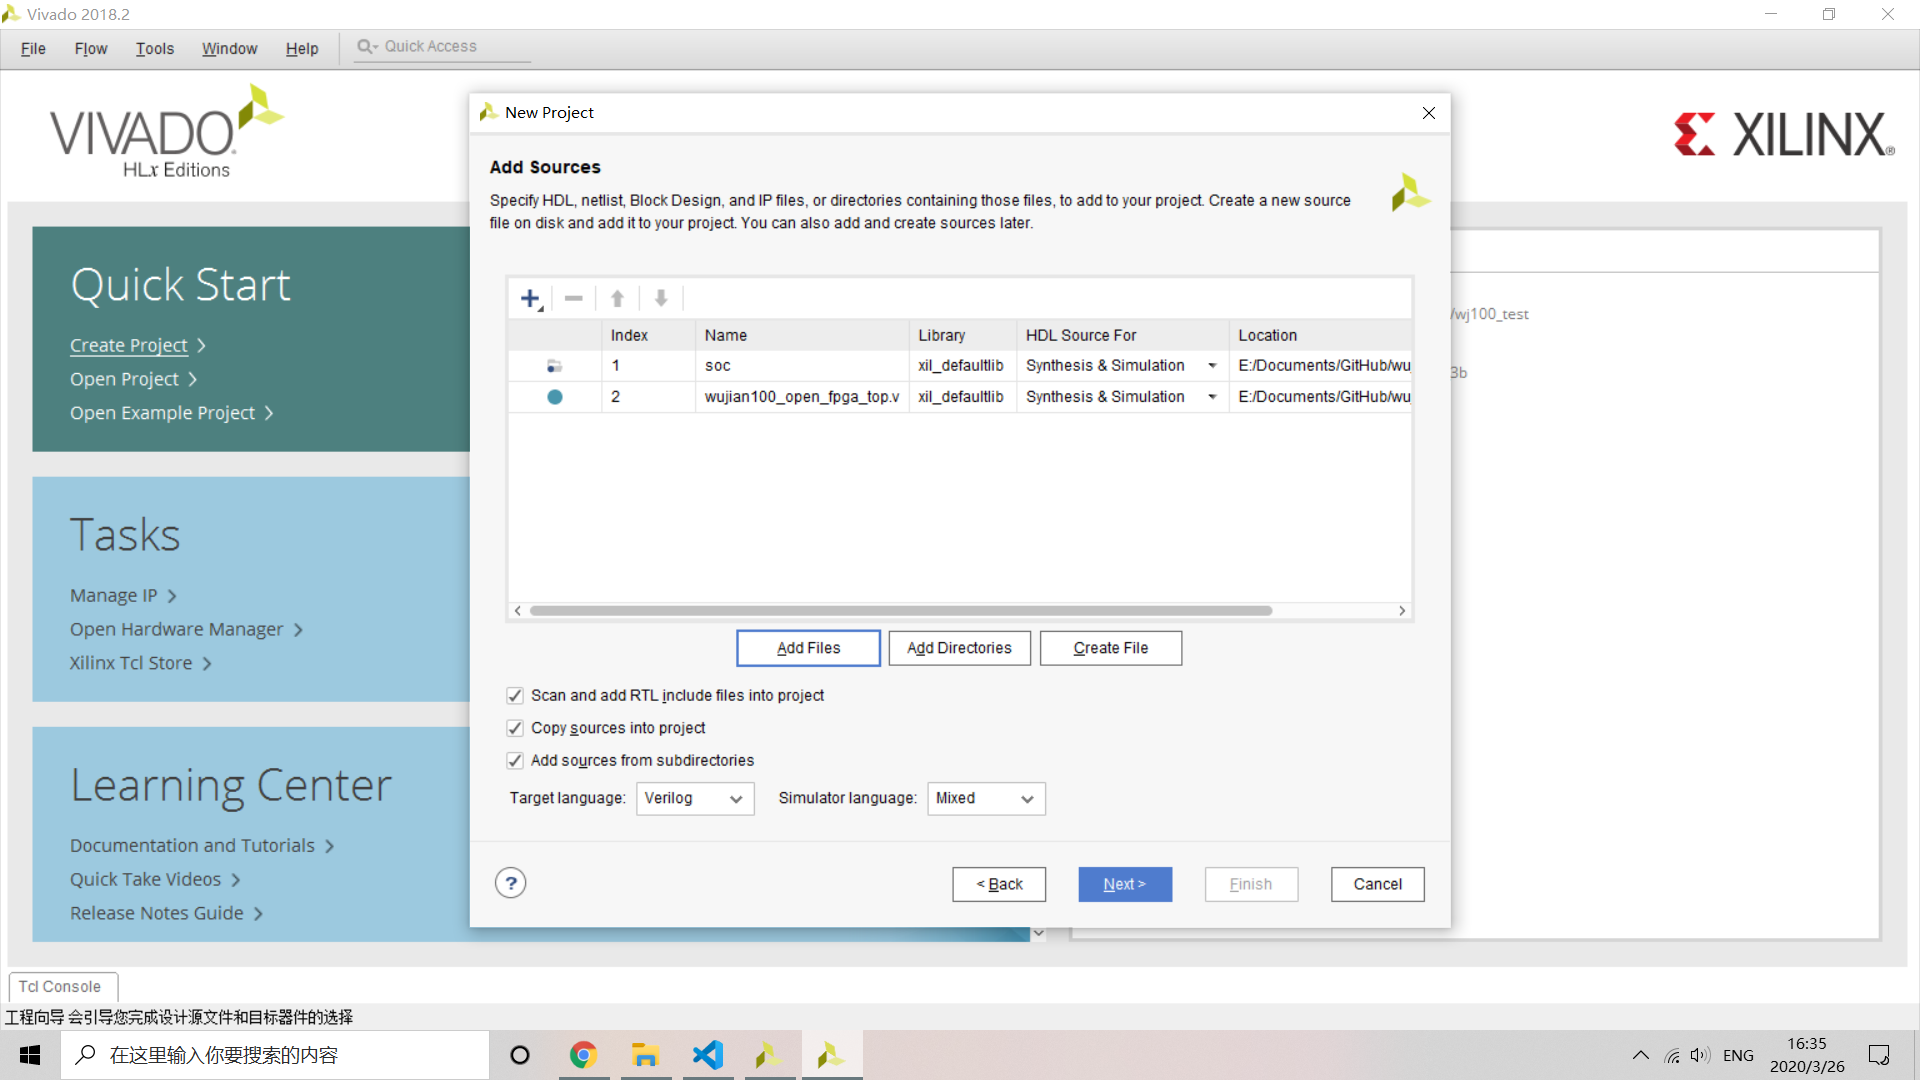 Vivado 2018.2
File Flow Tools Window Help Quick Access
VIVADO
HLx Editions
XILINX®
New Project
Add Sources
Specify HDL, netlist, Block Design, and IP files, or directories containing those files, to add to your project. Create a new source
file on disk and add it to your project. You can also add and create sources later.
Quick Start
Create Project >
Open Project >
Open Example Project >
Index Name Library HDL Source For Location
1 soc xil_defaultlib Synthesis & Simulation E:/Documents/GitHub/wu
2 wujian100_open_fpga_top.v xil_defaultlib Synthesis & Simulation E:/Documents/GitHub/wu
/wj100_test
3b
Tasks
Manage IP >
Open Hardware Manager >
Xilinx Tcl Store >
Add Files Add Directories Create File
Scan and add RTL include files into project
Copy sources into project
Add sources from subdirectories
Target language: Verilog Simulator language: Mixed
Learning Center
Documentation and Tutorials >
Quick Take Videos >
Release Notes Guide >
? < Back Next > Finish Cancel
Tcl Console
工程向导 会引导您完成设计源文件和目标器件的选择
在这里输入你要搜索的内容
ENG
16:35
2020/3/26